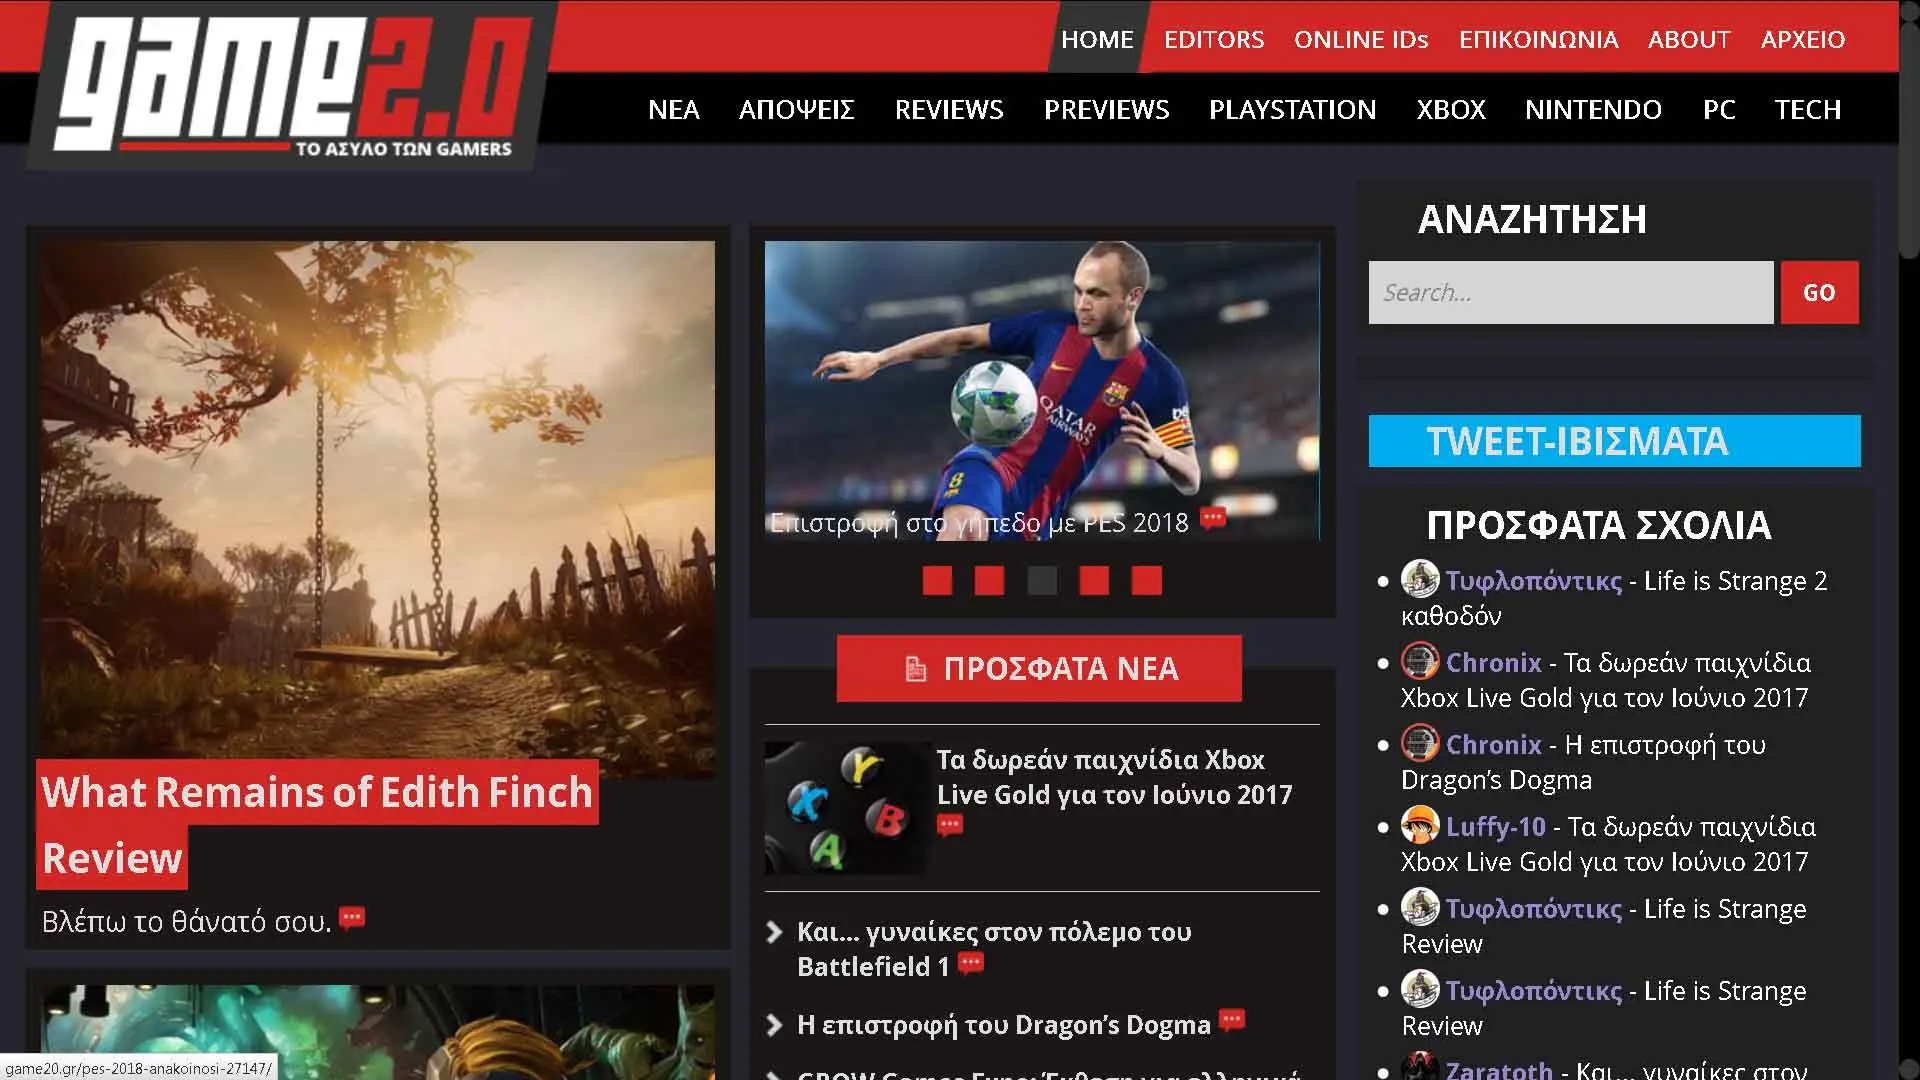 game2.0
ΤΟ ΑΣΥΛΟ ΤΩΝ GAMERS
HOME EDITORS ONLINE IDs ΕΠΙΚΟΙΝΩΝΙΑ ABOUT ΑΡΧΕΙΟ
ΝΕΑ ΑΠΟΨΕΙΣ REVIEWS PREVIEWS PLAYSTATION XBOX NINTENDO PC TECH
What Remains of Edith Finch
Review
Βλέπω το θάνατό σου.
QATAR
AIRWAYS
8
Επιστροφή στο γήπεδο με PES 2018
ΠΡΟΣΦΑΤΑ ΝΕΑ
Y
X
B
A
Τα δωρεάν παιχνίδια Xbox
Live Gold για τον Ιούνιο 2017
Και... γυναίκες στον πόλεμο του
Battlefield 1
Η επιστροφή του Dragon's Dogma
ΑΝΑΖΗΤΗΣΗ
Search...
GO
TWEET-ΙΒΙΣΜΑΤΑ
ΠΡΟΣΦΑΤΑ ΣΧΟΛΙΑ
Τυφλοπόντικς - Life is Strange 2
καθοδόν
Chronix - Τα δωρεάν παιχνίδια
Xbox Live Gold για τον Ιούνιο 2017
Chronix - Η επιστροφή του
Dragon's Dogma
Luffy-10 - Τα δωρεάν παιχνίδια
Xbox Live Gold για τον Ιούνιο 2017
Τυφλοπόντικς - Life is Strange
Review
Τυφλοπόντικς - Life is Strange
Review
Zaratoth - Και... γυναίκες στον
game20.gr/pes-2018-anakoinosi-27147/